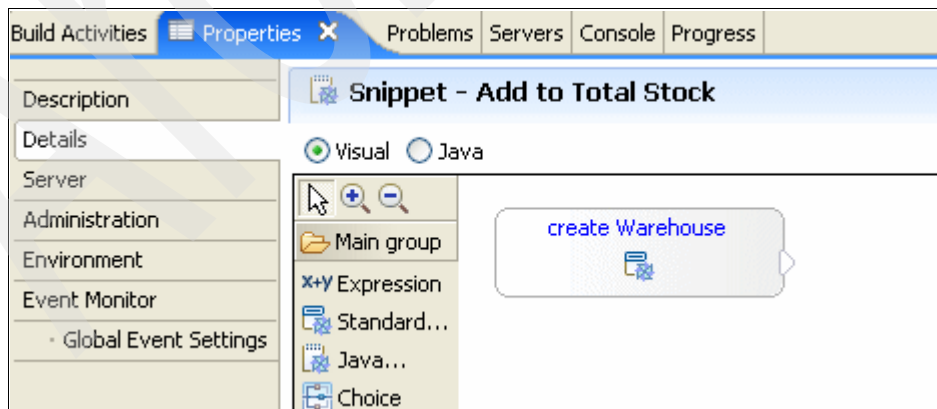 Build Activities Properties Problems Servers Console Progress
Description
Details
Server
Administration
Environment
Event Monitor
Global Event Settings
Snippet - Add to Total Stock
Visual Java
Main group
x+y Expression
Standard...
Java...
Choice
create Warehouse